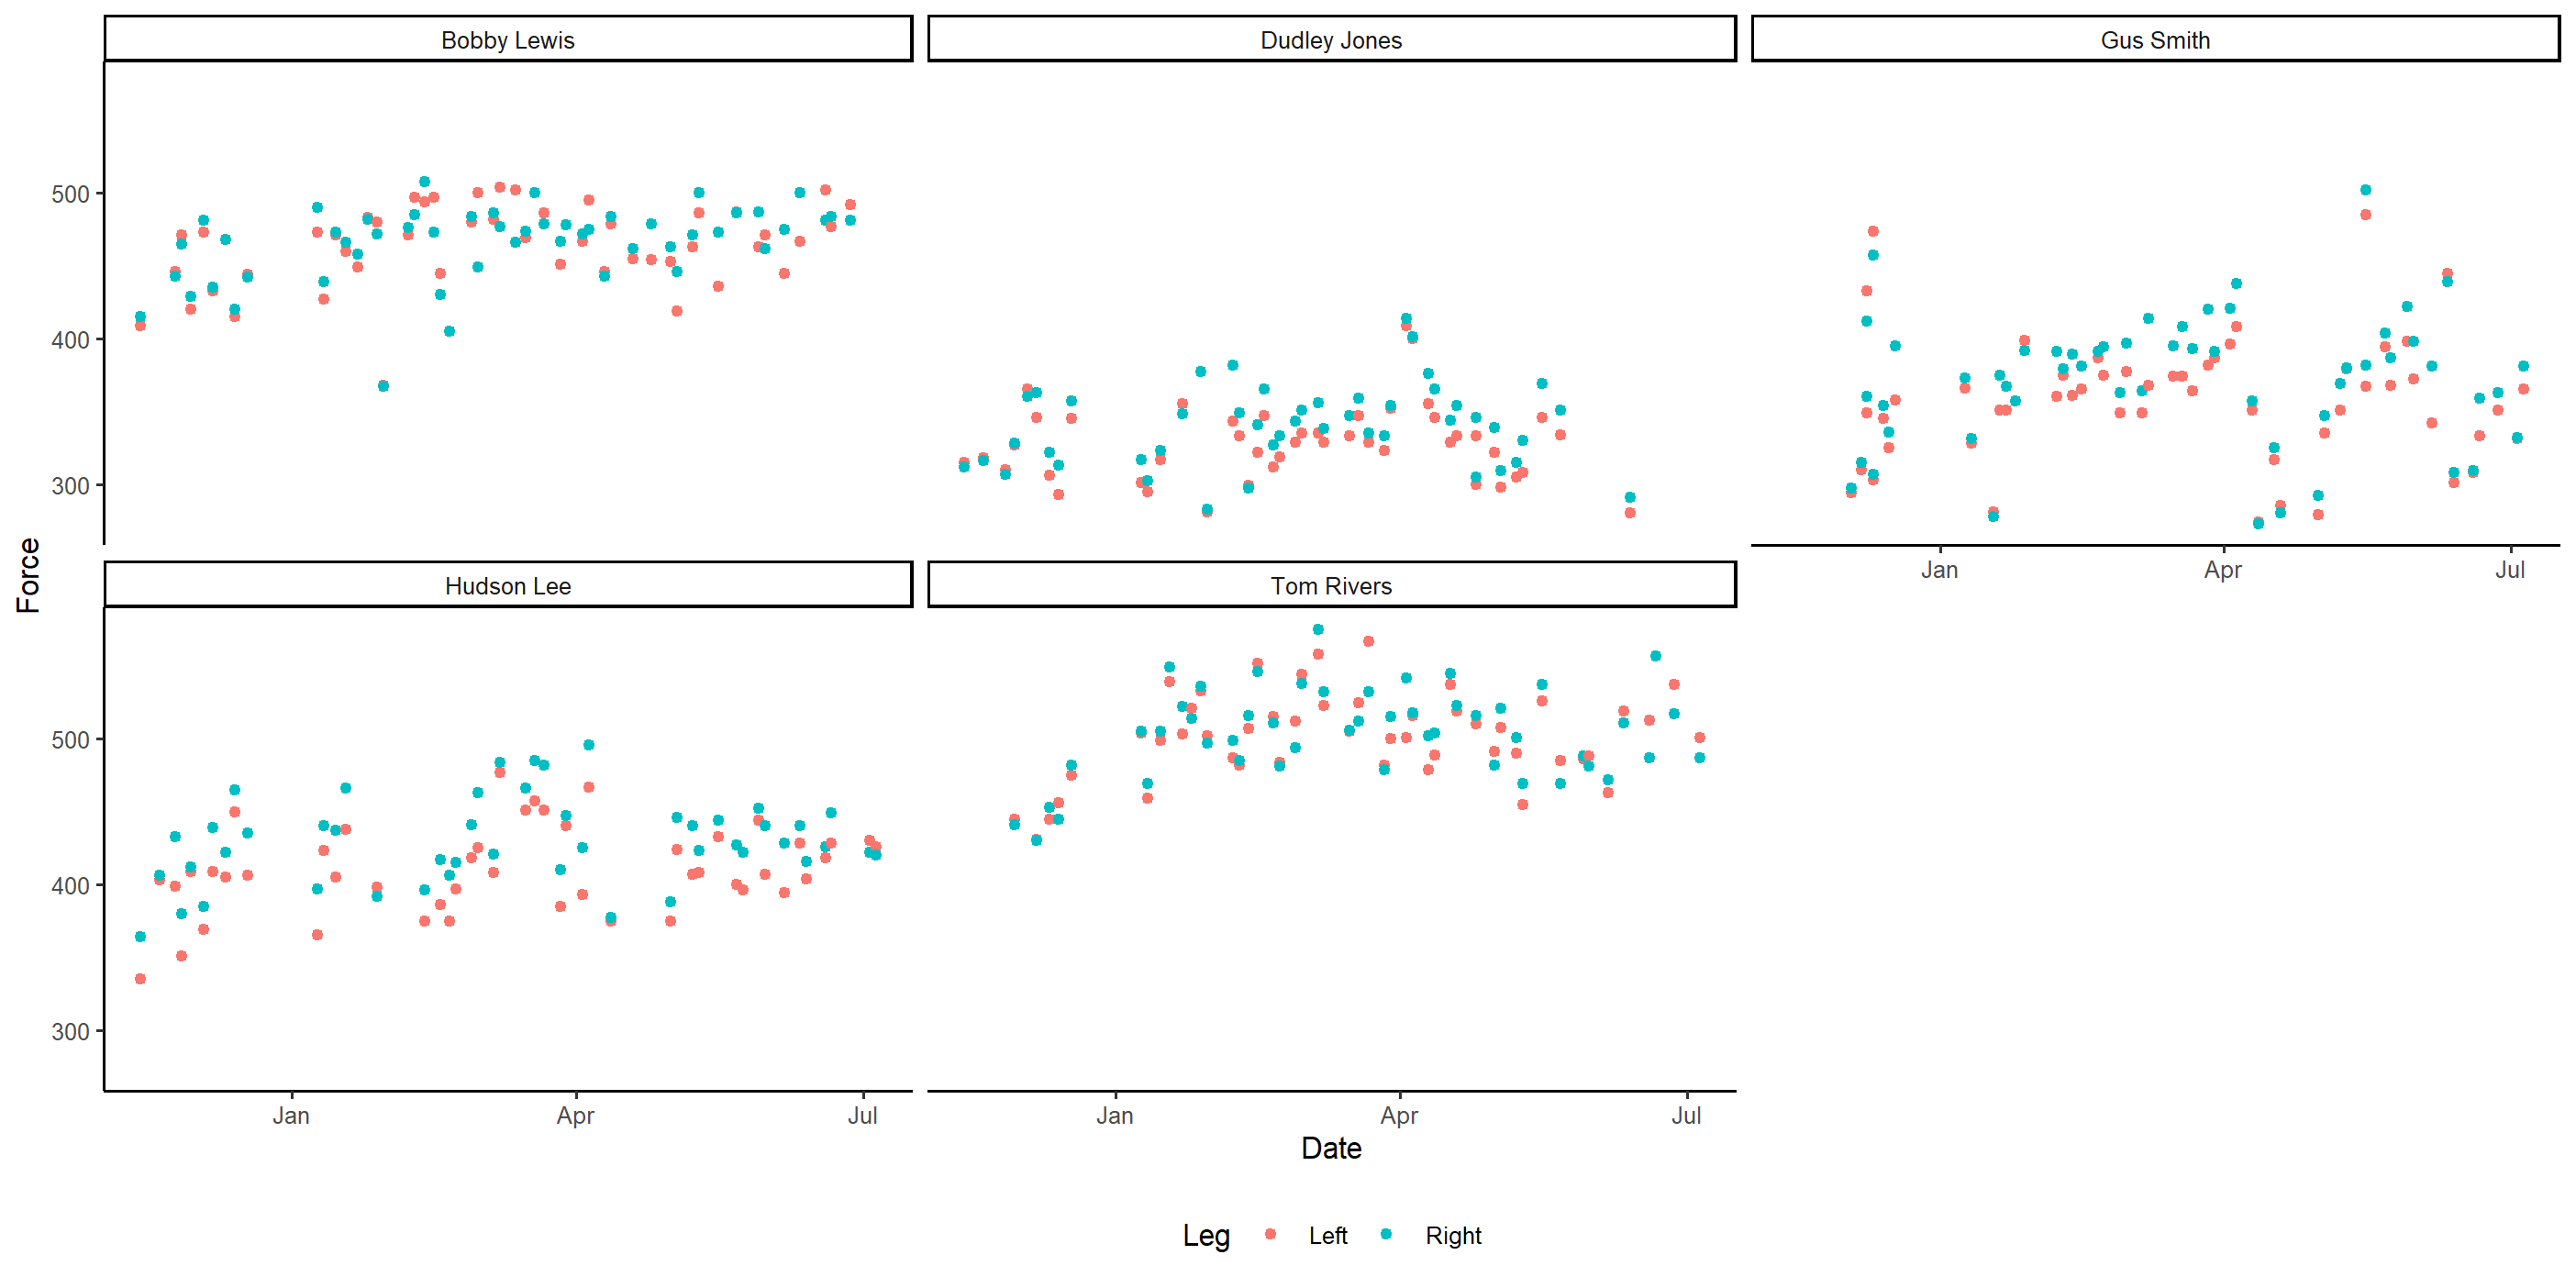 Bobby Lewis
Dudley Jones
Gus Smith
500
400
300
Jan Apr Jul
Force
Hudson Lee
Tom Rivers
500
400
300
Jan Apr Jul
Jan Apr Jul
Date
Leg Left Right